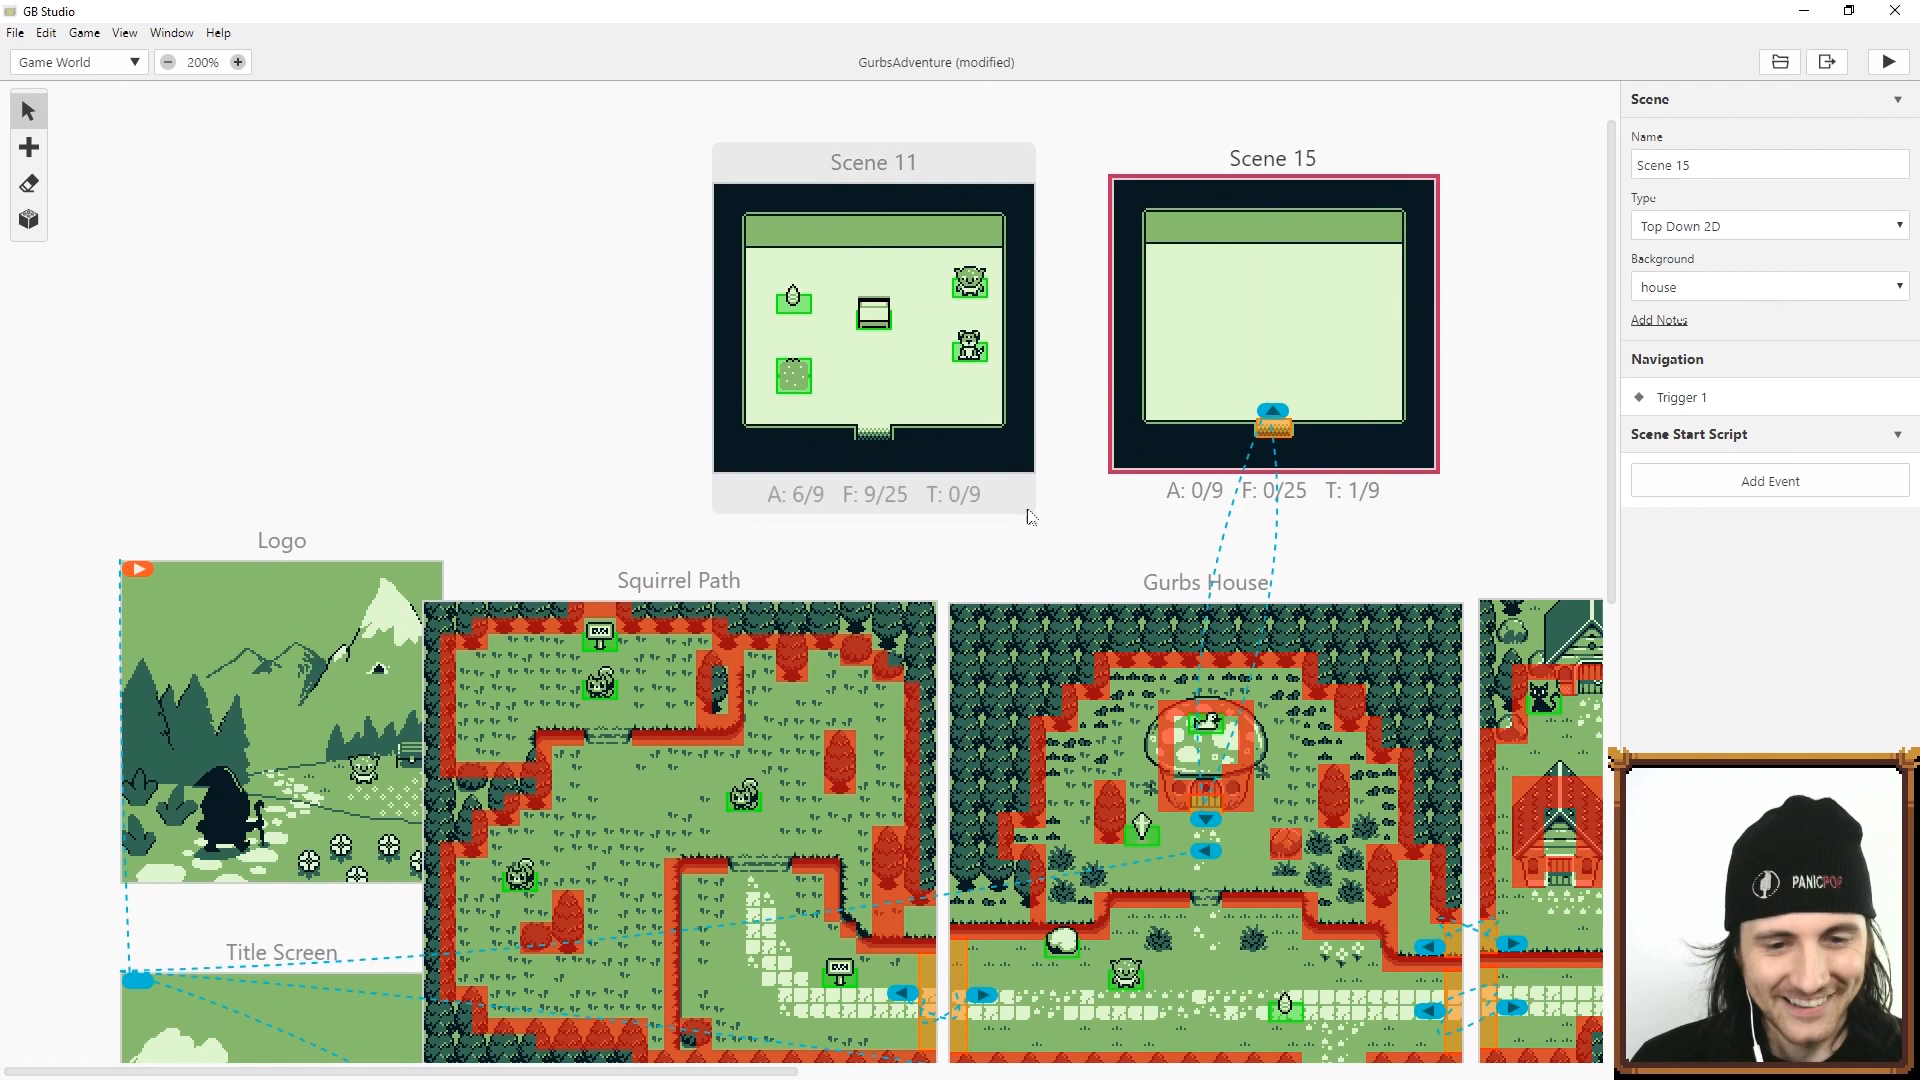 GB Studio
File Edit Game View Window Help
Game World 200% GurbsAdventure (modified)
Scene
Name
Scene 15
Type
Top Down 2D
Background
house
Add Notes
Navigation
Trigger 1
Scene Start Script
Add Event
Scene 11
A: 6/9 F: 9/25 T: 0/9
Scene 15
A: 0/9 F: 0/25 T: 1/9
Logo
Squirrel Path
Gurbs House
Title Screen
PANICPOP